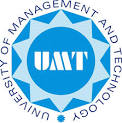 UNIVERSITY OF MANAGEMENT AND TECHNOLOGY
UMT